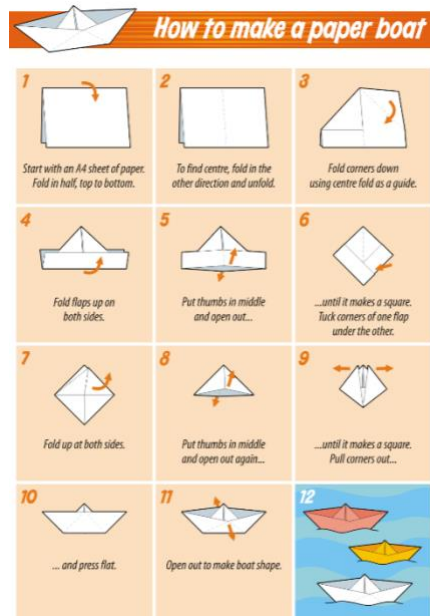 How to make a paper boat
1
Start with an A4 sheet of paper.
Fold in half, top to bottom.
2
To find centre, fold in the
other direction and unfold.
3
Fold corners down
using centre fold as a guide.
4
Fold flaps up on
both sides.
5
Put thumbs in middle
and open out...
6
...until it makes a square.
Tuck corners of one flap
under the other.
7
Fold up at both sides.
8
Put thumbs in middle
and open out again...
9
...until it makes a square.
Pull corners out...
10
... and press flat.
11
Open out to make boat shape.
12